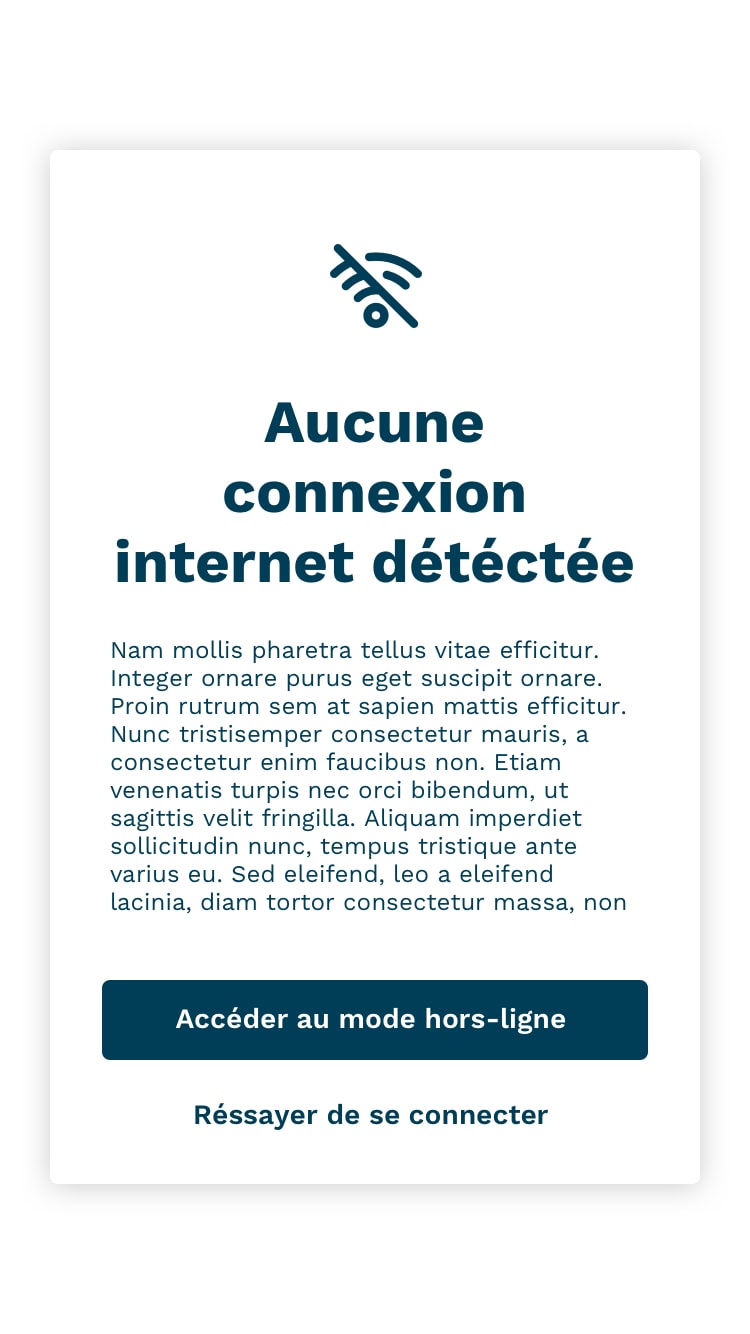 Aucune
connexion
internet détéctée
Nam mollis pharetra tellus vitae efficitur.
Integer ornare purus eget suscipit ornare.
Proin rutrum sem at sapien mattis efficitur.
Nunc tristisemper consectetur mauris, a
consectetur enim faucibus non. Etiam
venenatis turpis nec orci bibendum, ut
sagittis velit fringilla. Aliquam imperdiet
sollicitudin nunc, tempus tristique ante
varius eu. Sed eleifend, leo a eleifend
lacinia, diam tortor consectetur massa, non
Accéder au mode hors-ligne
Réssayer de se connecter